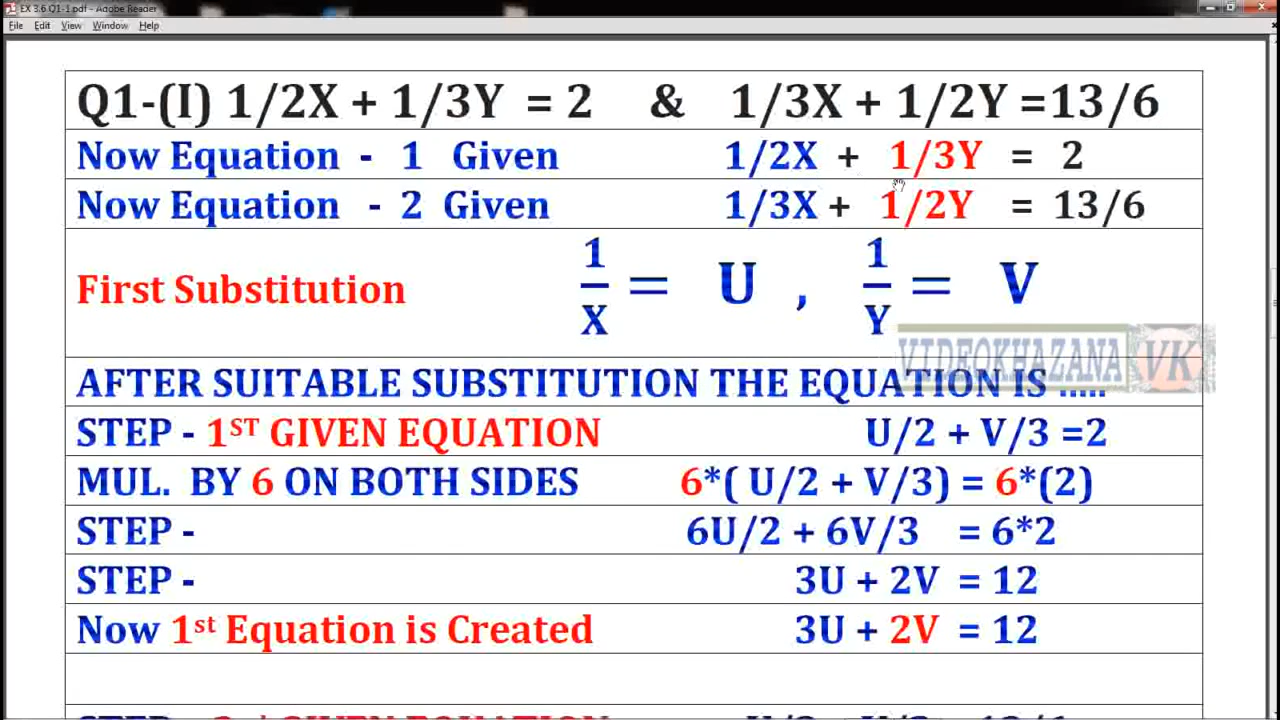 EX 3.6 Q1-1.pdf - Adobe Reader
File Edit View Window Help
Q1-(I) 1/2X + 1/3Y = 2 & 1/3X + 1/2Y =13/6
Now Equation - 1 Given 1/2X + 1/3Y = 2
Now Equation - 2 Given 1/3X + 1/2Y = 13/6
First Substitution 1/X = U , 1/Y = V
VIDEOKHAZANA VK
AFTER SUITABLE SUBSTITUTION THE EQUATION IS .....
STEP - 1ST GIVEN EQUATION U/2 + V/3 =2
MUL. BY 6 ON BOTH SIDES 6*( U/2 + V/3) = 6*(2)
STEP - 6U/2 + 6V/3 = 6*2
STEP - 3U + 2V = 12
Now 1st Equation is Created 3U + 2V = 12